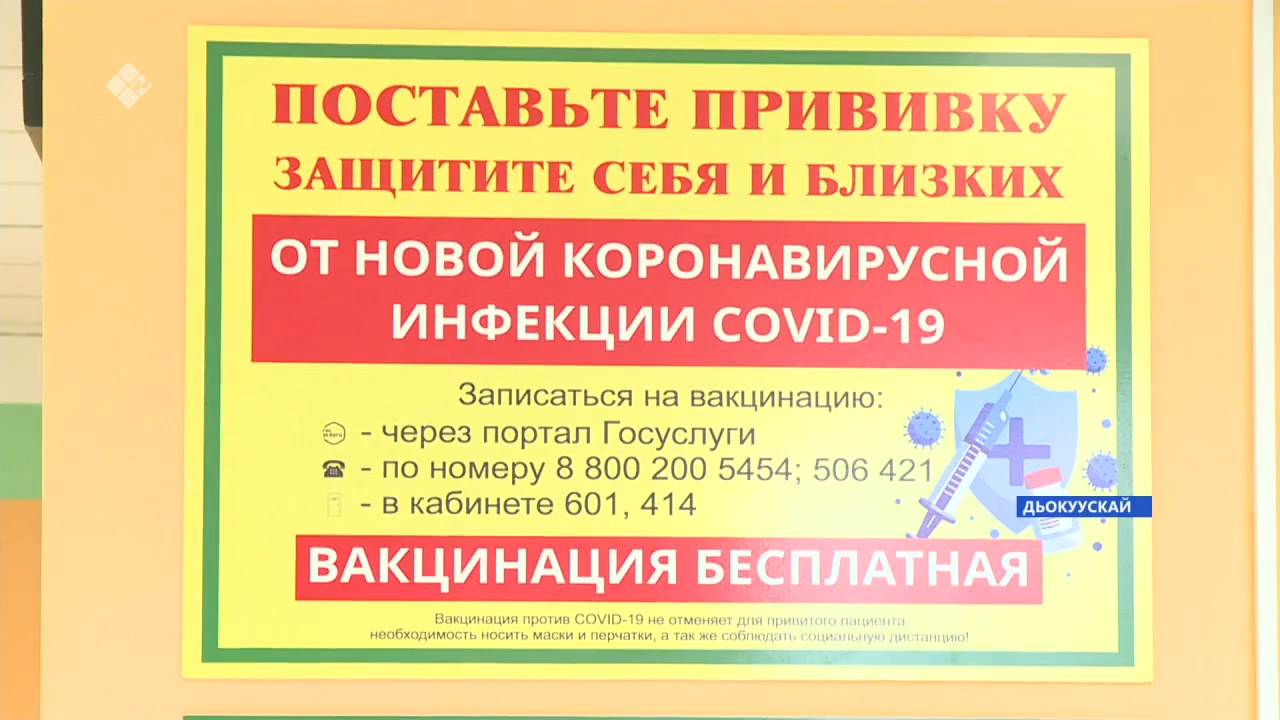 ПОСТАВЬТЕ ПРИВИВКУ
ЗАЩИТИТЕ СЕБЯ И БЛИЗКИХ
ОТ НОВОЙ КОРОНАВИРУСНОЙ
ИНФЕКЦИИ COVID-19
Записаться на вакцинацию:
- через портал Госуслуги
- по номеру 8 800 200 5454; 506 421
- в кабинете 601, 414
ДЬОКУУСКАЙ
ВАКЦИНАЦИЯ БЕСПЛАТНАЯ
Вакцинация против COVID-19 не отменяет для привитого пациента
необходимость носить маски и перчатки, а так же соблюдать социальную дистанцию!